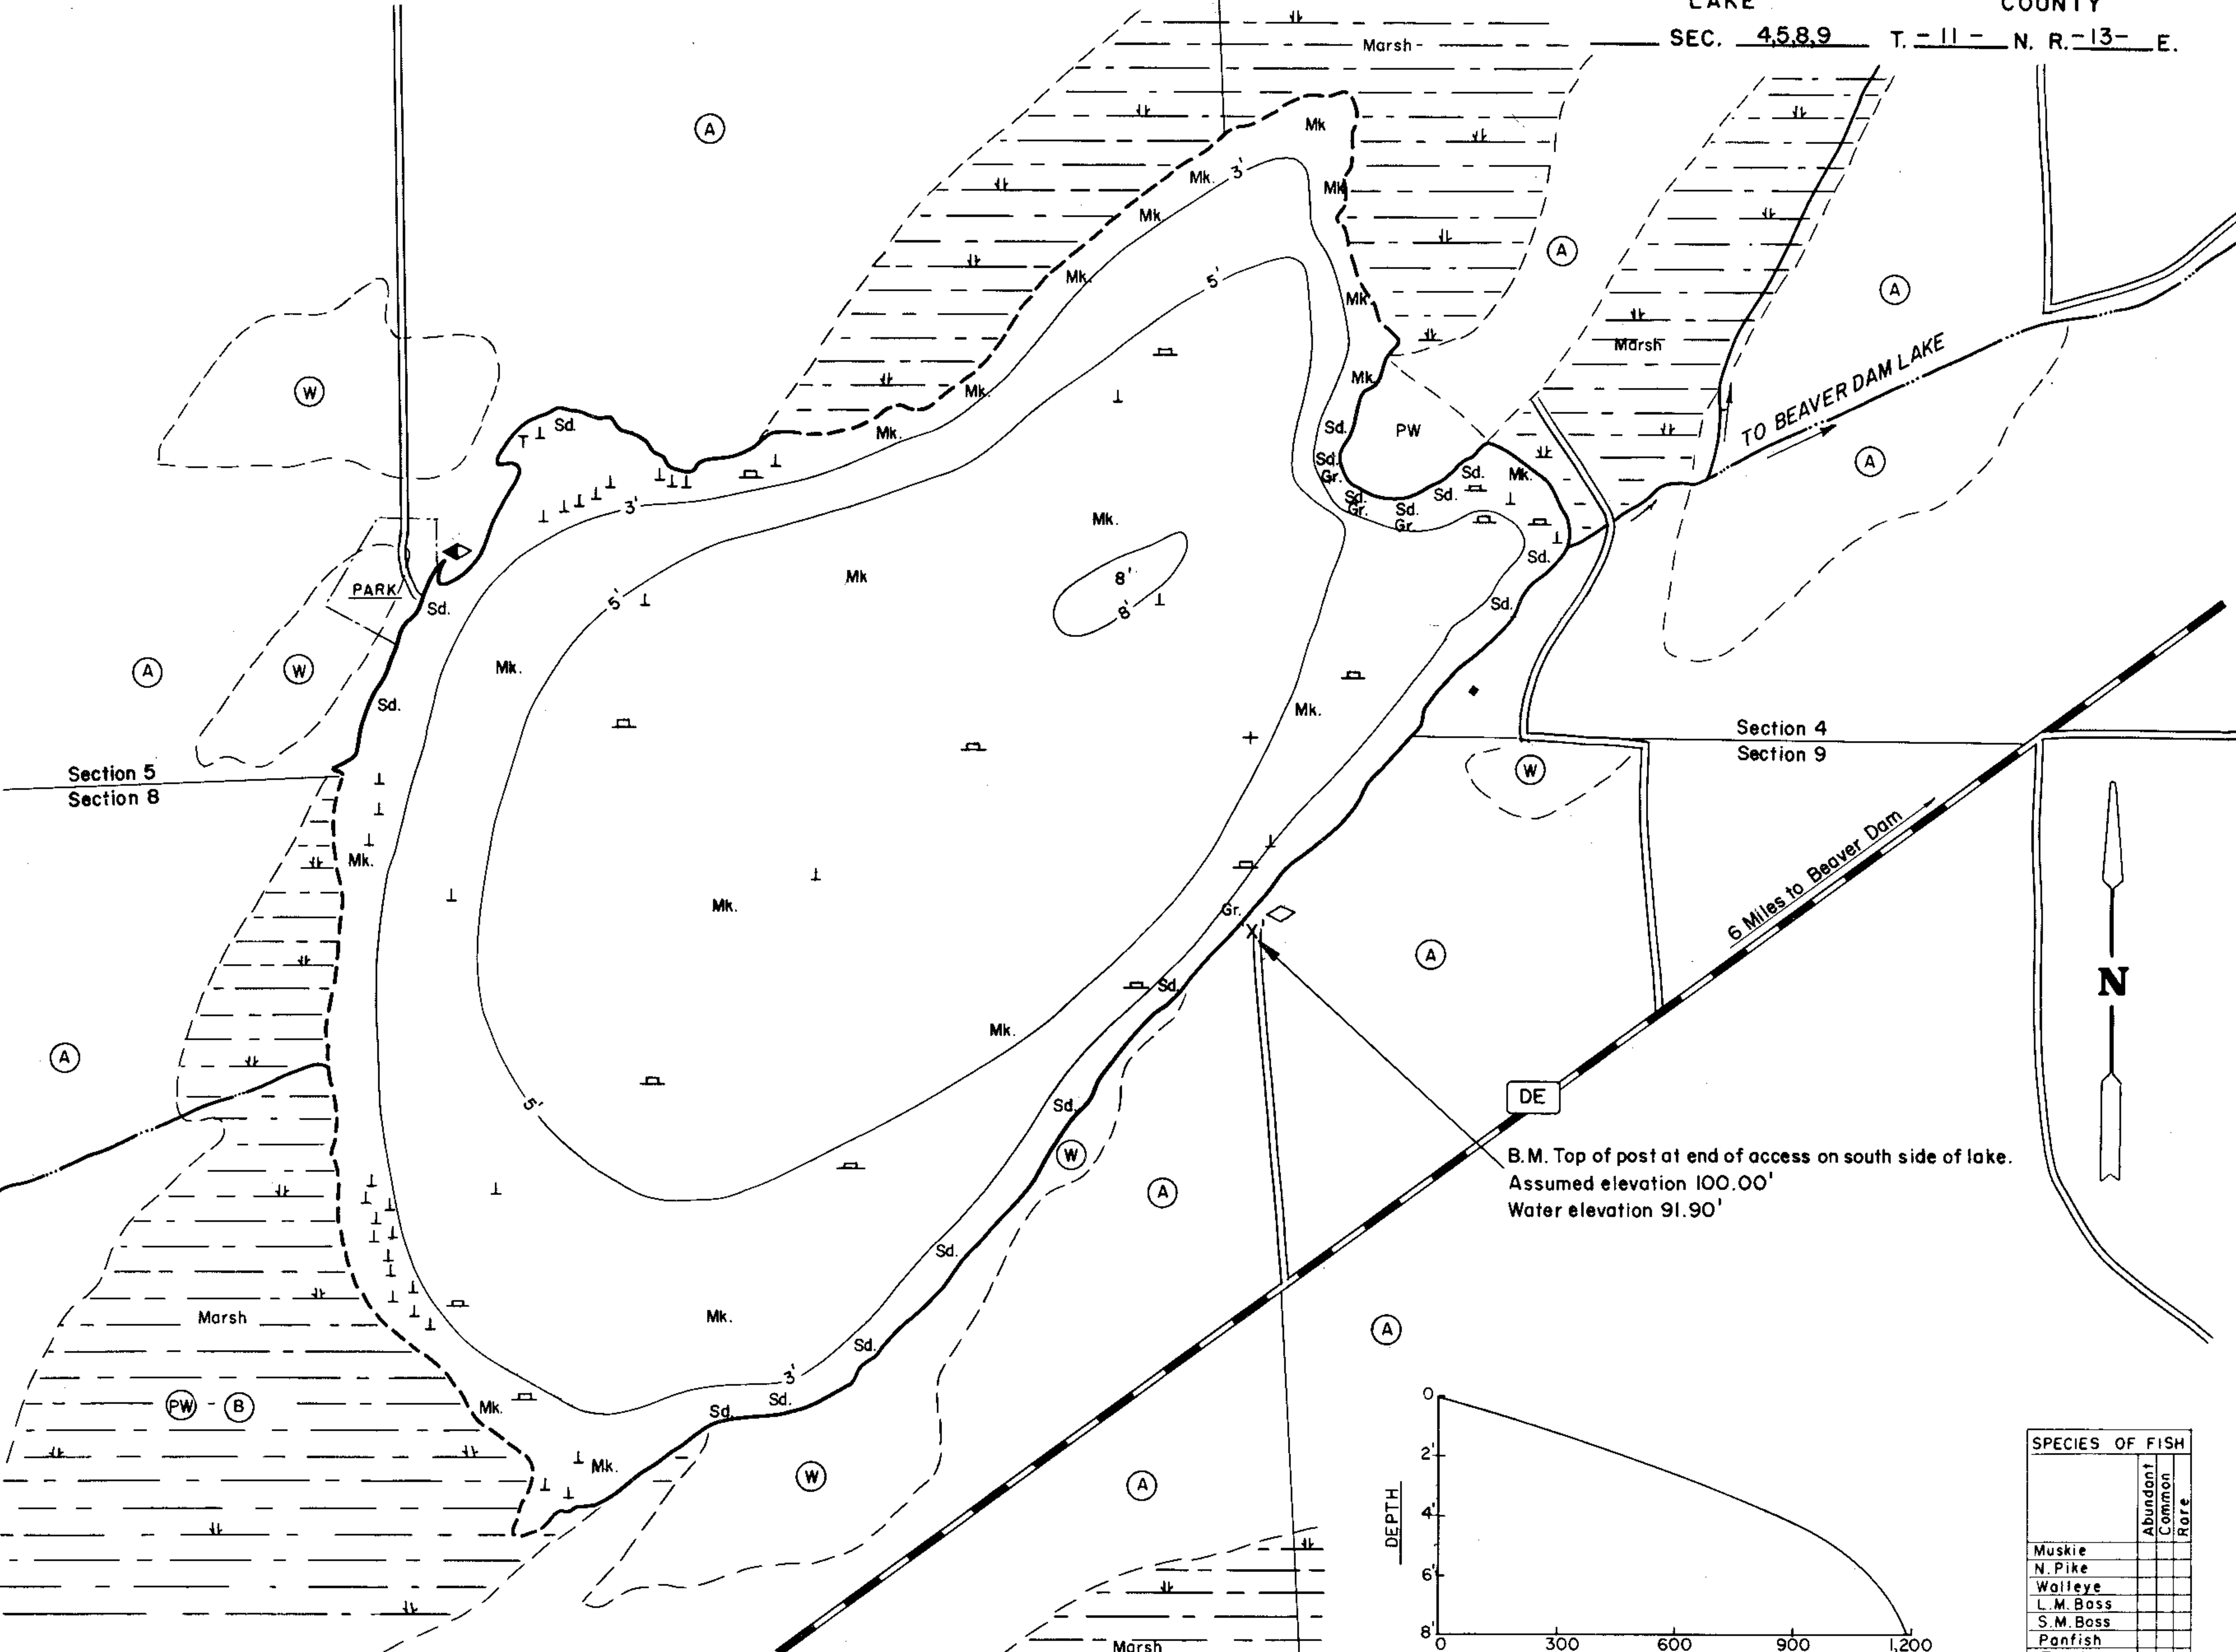 LAKE COUNTY
SEC. 4,5,8,9 T. - 11 - N. R. - 13 - E.
Marsh
A
Mk
Mk. 3' Mk
Mk.
A
Mk. 5' A
Mk.
Marsh
W
Mk. Mk.
TO BEAVER DAM LAKE
T Sd. Mk. Sd. PW
A
Sd. Sd. Mk.
Gr. Sd.
Sd. Sd.
Gr. Sd.
Gr.
3'
Mk.
Sd.
Mk 8'
PARK Sd. 5' 8' Sd.
A W Mk.
Sd. Mk.
Section 4
Section 9
Section 5
Section 8
W
Mk.
6 Miles to Beaver Dam
Mk. Gr.
X
A
Sd.
N
Mk.
A
5' Sd.
DE
W
B.M. Top of post at end of access on south side of lake.
Assumed elevation 100.00'
Water elevation 91.90'
A
Sd.
Marsh Mk. A
Sd.
3'
PW - B Mk. Sd. Sd.
Mk. W A
Marsh
0
2'
4'
6'
8'
DEPTH
0 300 600 900 1,200
SPECIES OF FISH
Abundant
Common
Rare
Muskie
N. Pike
Walleye
L.M. Bass
S.M. Bass
Panfish